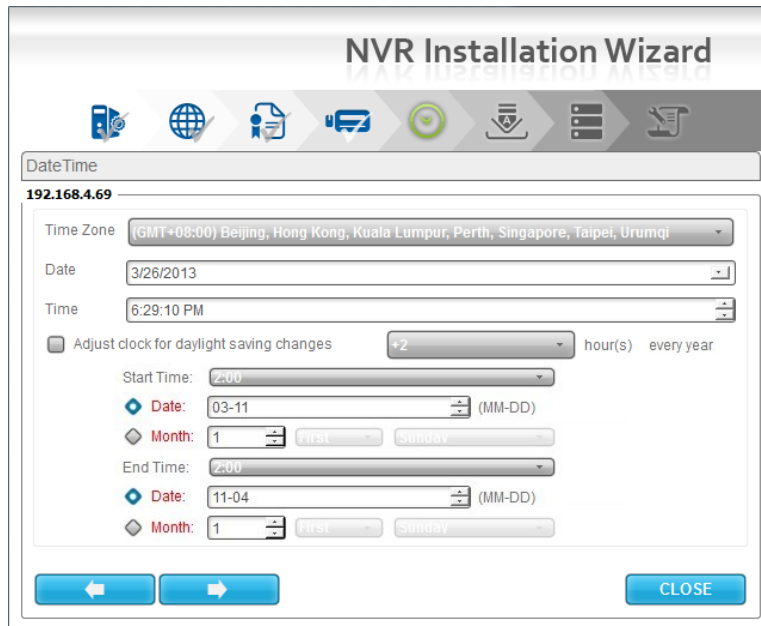 NVR Installation Wizard
DateTime
192.168.4.69
Time Zone (GMT+08:00) Beijing, Hong Kong, Kuala Lumpur, Perth, Singapore, Taipei, Urumqi
Date 3/26/2013
Time 6:29:10 PM
Adjust clock for daylight saving changes +2 hour(s) every year
Start Time: 2:00
Date: 03-11 (MM-DD)
Month: 1 First Sunday
End Time: 2:00
Date: 11-04 (MM-DD)
Month: 1 First Sunday
CLOSE